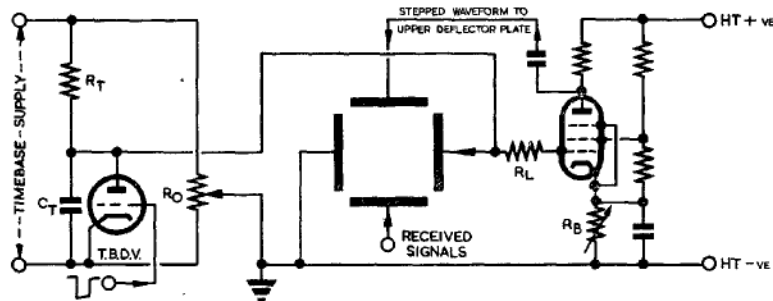 STEPPED WAVEFORM TO
UPPER DEFLECTOR PLATE
HT+ VE
TIMEBASE-SUPPLY
RT
CT
RO
T.B.D.V.
RL
RB
RECEIVED
SIGNALS
HT-VE